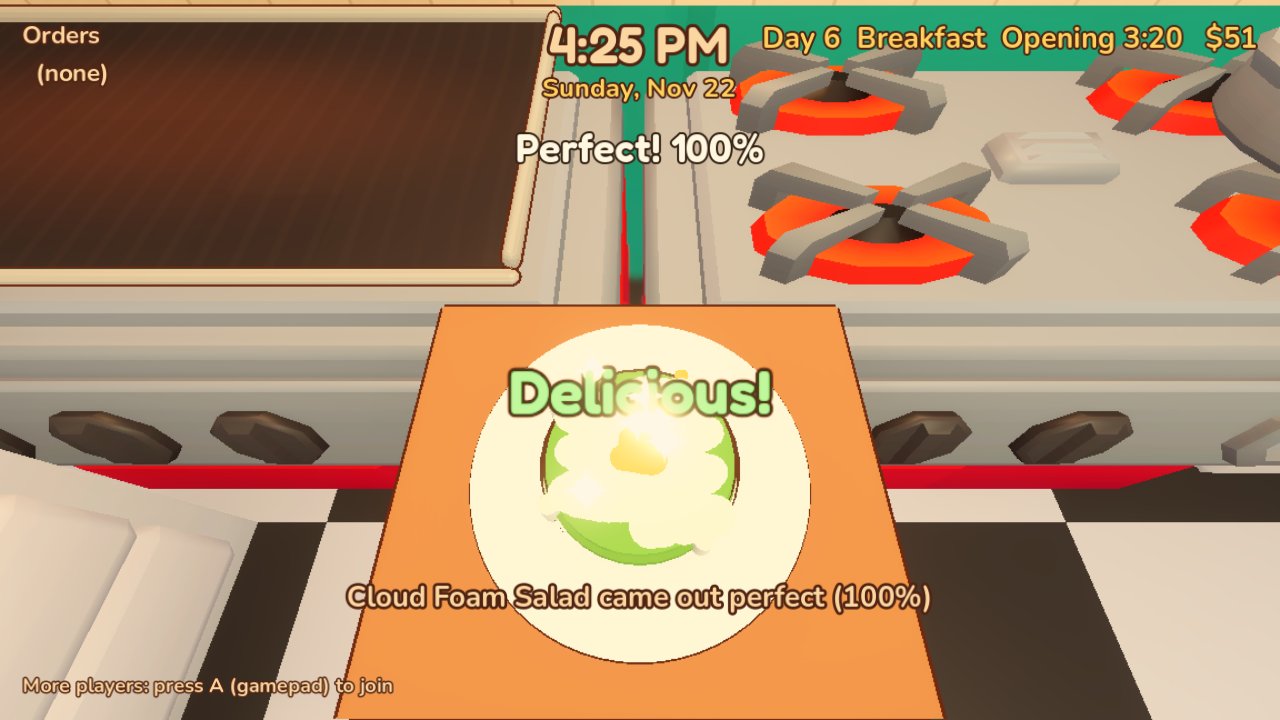 Orders
(none)
4:25 PM
Sunday, Nov 22
Day 6 Breakfast Opening 3:20 $51
Perfect! 100%
Delicious!
Cloud Foam Salad came out perfect (100%)
More players: press A (gamepad) to join